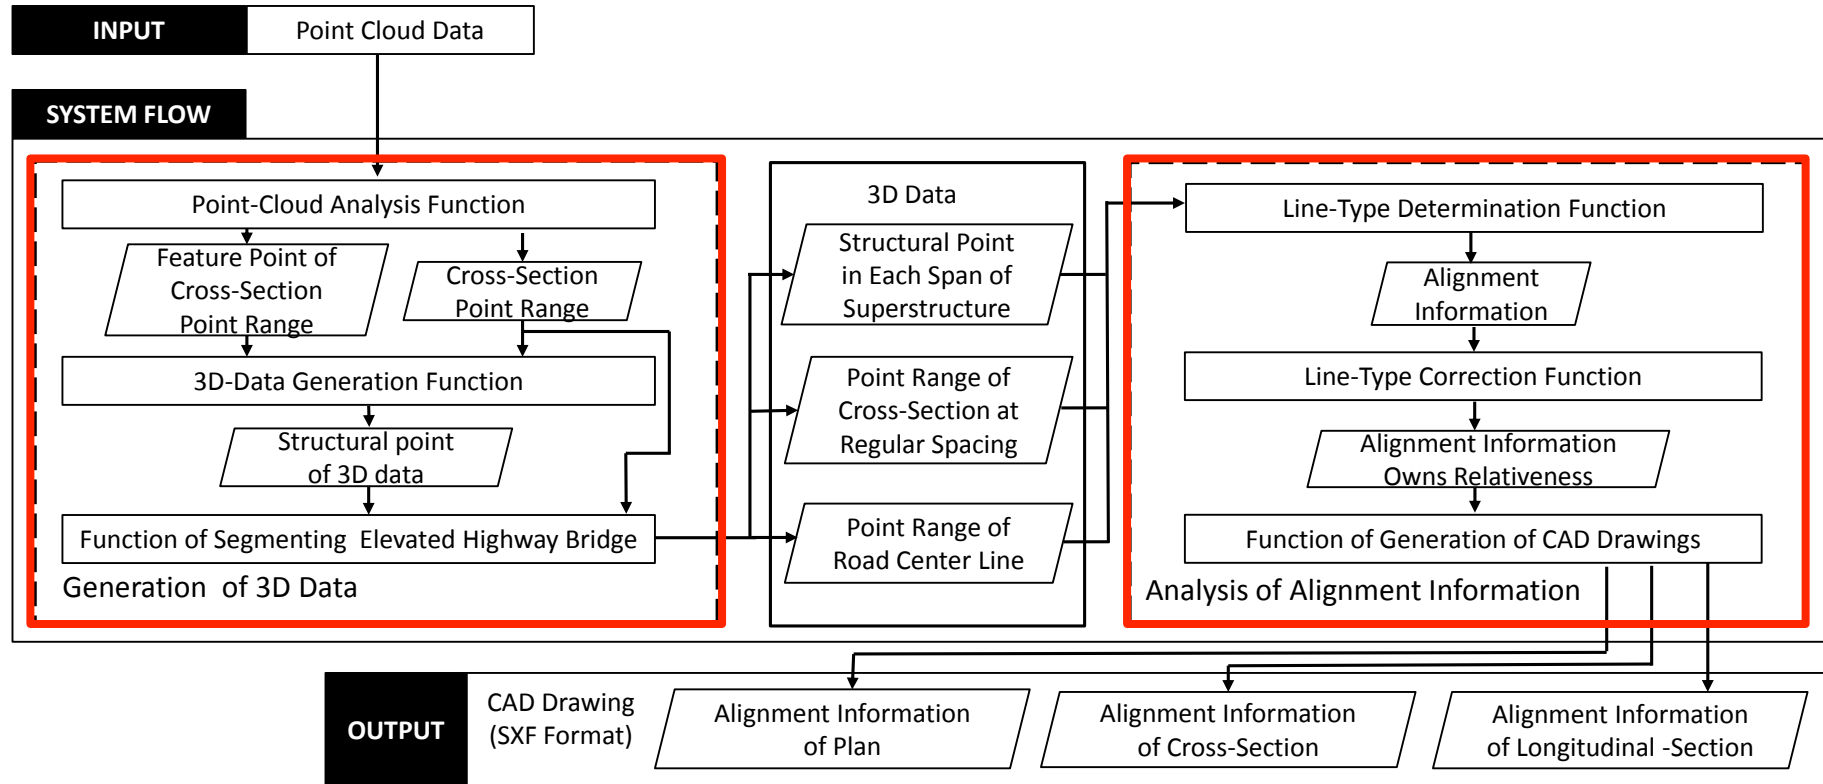 INPUT
Point Cloud Data
SYSTEM FLOW
Point-Cloud Analysis Function
Feature Point of
Cross-Section
Point Range
Cross-Section
Point Range
3D-Data Generation Function
Structural point
of 3D data
Function of Segmenting  Elevated Highway Bridge
Generation  of 3D Data
3D Data
Structural Point
in Each Span of
Superstructure
Point Range of
Cross-Section at
Regular Spacing
Point Range of
Road Center Line
Line-Type Determination Function
Alignment
Information
Line-Type Correction Function
Alignment Information
Owns Relativeness
Function of Generation of CAD Drawings
Analysis of Alignment Information
OUTPUT
CAD Drawing
(SXF Format)
Alignment Information
of Plan
Alignment Information
of Cross-Section
Alignment Information
of Longitudinal -Section